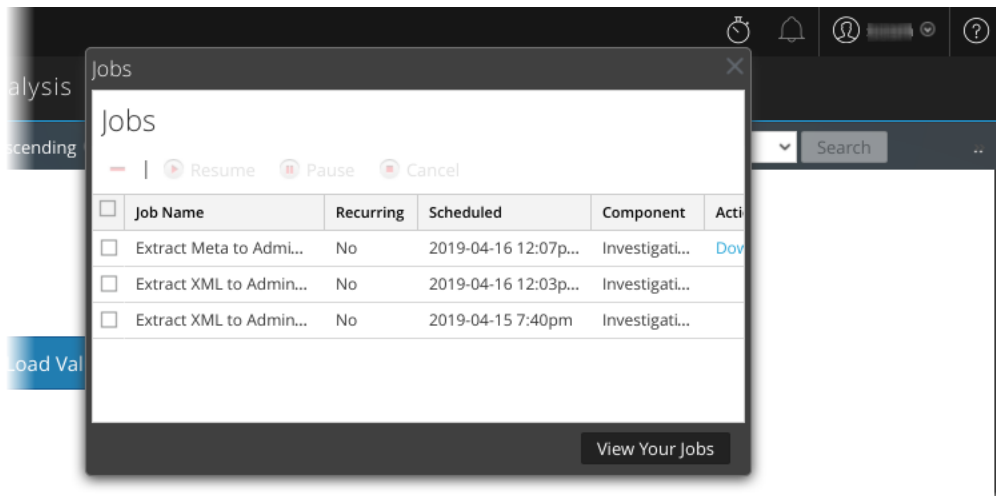 Jobs
alysis
Jobs
scending
Search
..
Resume Pause Cancel
Job Name Recurring Scheduled Component Acti
Extract Meta to Admi... No 2019-04-16 12:07p... Investigati... Dow
Extract XML to Admin... No 2019-04-16 12:03p... Investigati...
Extract XML to Admin... No 2019-04-15 7:40pm Investigati...
Load Val
View Your Jobs